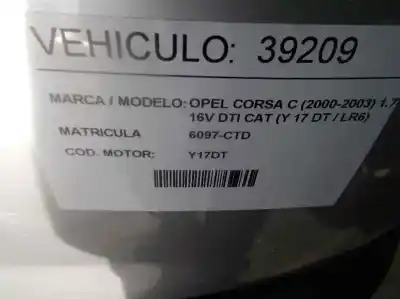 VEHICULO: 39209
MARCA / MODELO: OPEL CORSA C (2000-2003) 1.7
16V DTI CAT (Y 17 DT / LR6)
MATRICULA 6097-CTD
COD. MOTOR: Y17DT